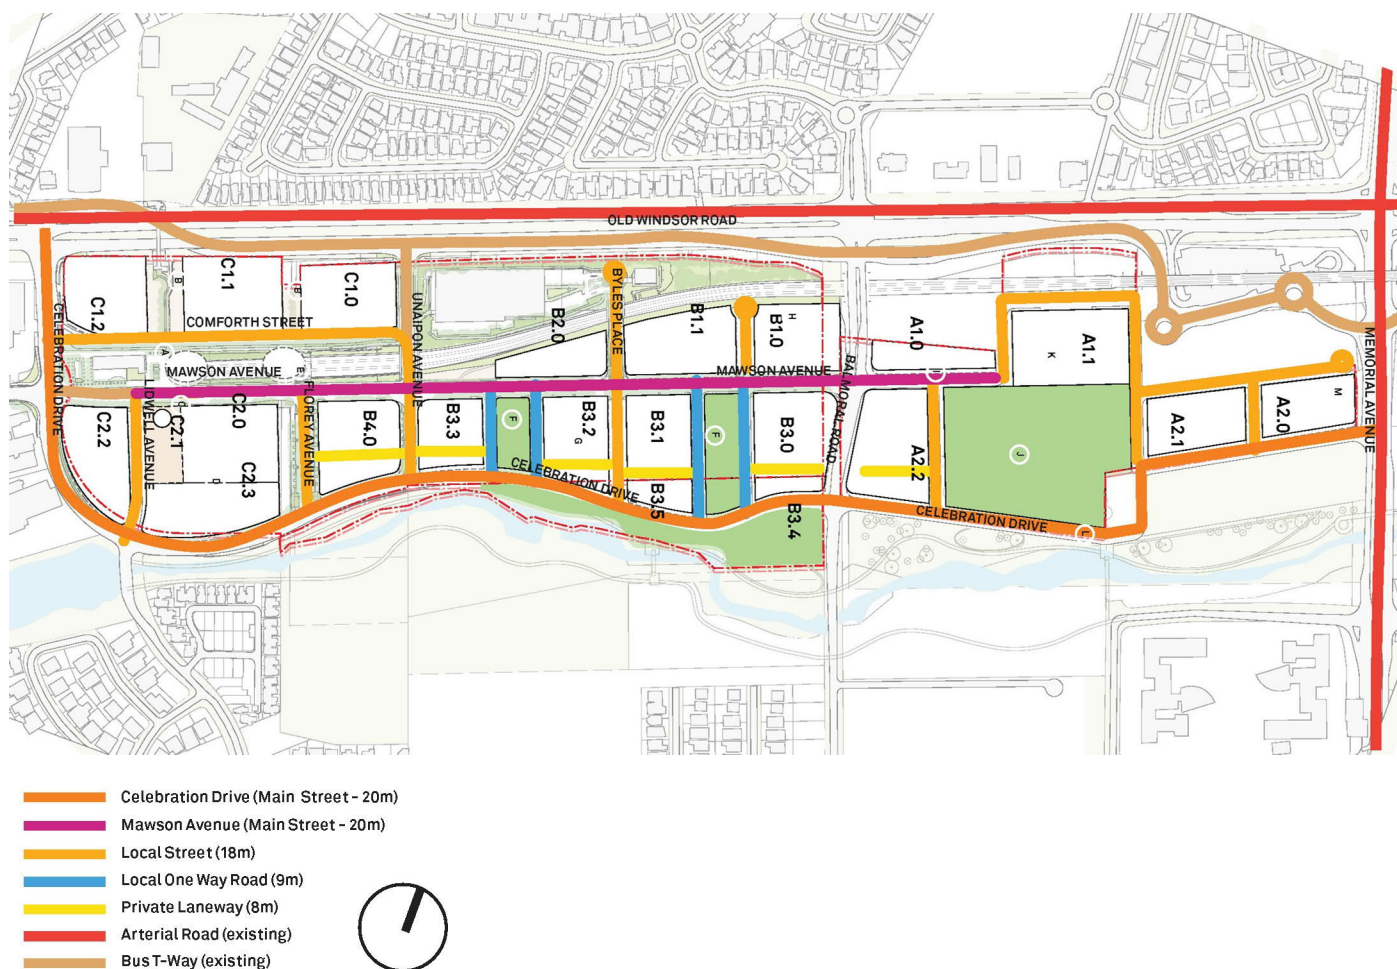 OLD WINDSOR ROAD
C1.2
B
C1.1
B
C1.0
UNAIPON AVENUE
B2.0
BYLES PLACE
B1.1
B1.0
H
A1.0
K
A1.1
MEMORIAL AVENUE
CELEBRATION DRIVE
COMFORTH STREET
A
MAWSON AVENUE
E
MAWSON AVENUE
BALMORAL ROAD
I
M
C2.2
LIDWELL AVENUE
C
C2.1
C2.0
D
C2.3
FLOREY AVENUE
B4.0
B3.3
F
B3.2
G
B3.1
F
B3.0
A2.2
J
A2.1
A2.0
CELEBRATION DRIVE
B3.5
B3.4
CELEBRATION DRIVE
L
Celebration Drive (Main Street - 20m)
Mawson Avenue (Main Street - 20m)
Local Street (18m)
Local One Way Road (9m)
Private Laneway (8m)
Arterial Road (existing)
Bus T-Way (existing)